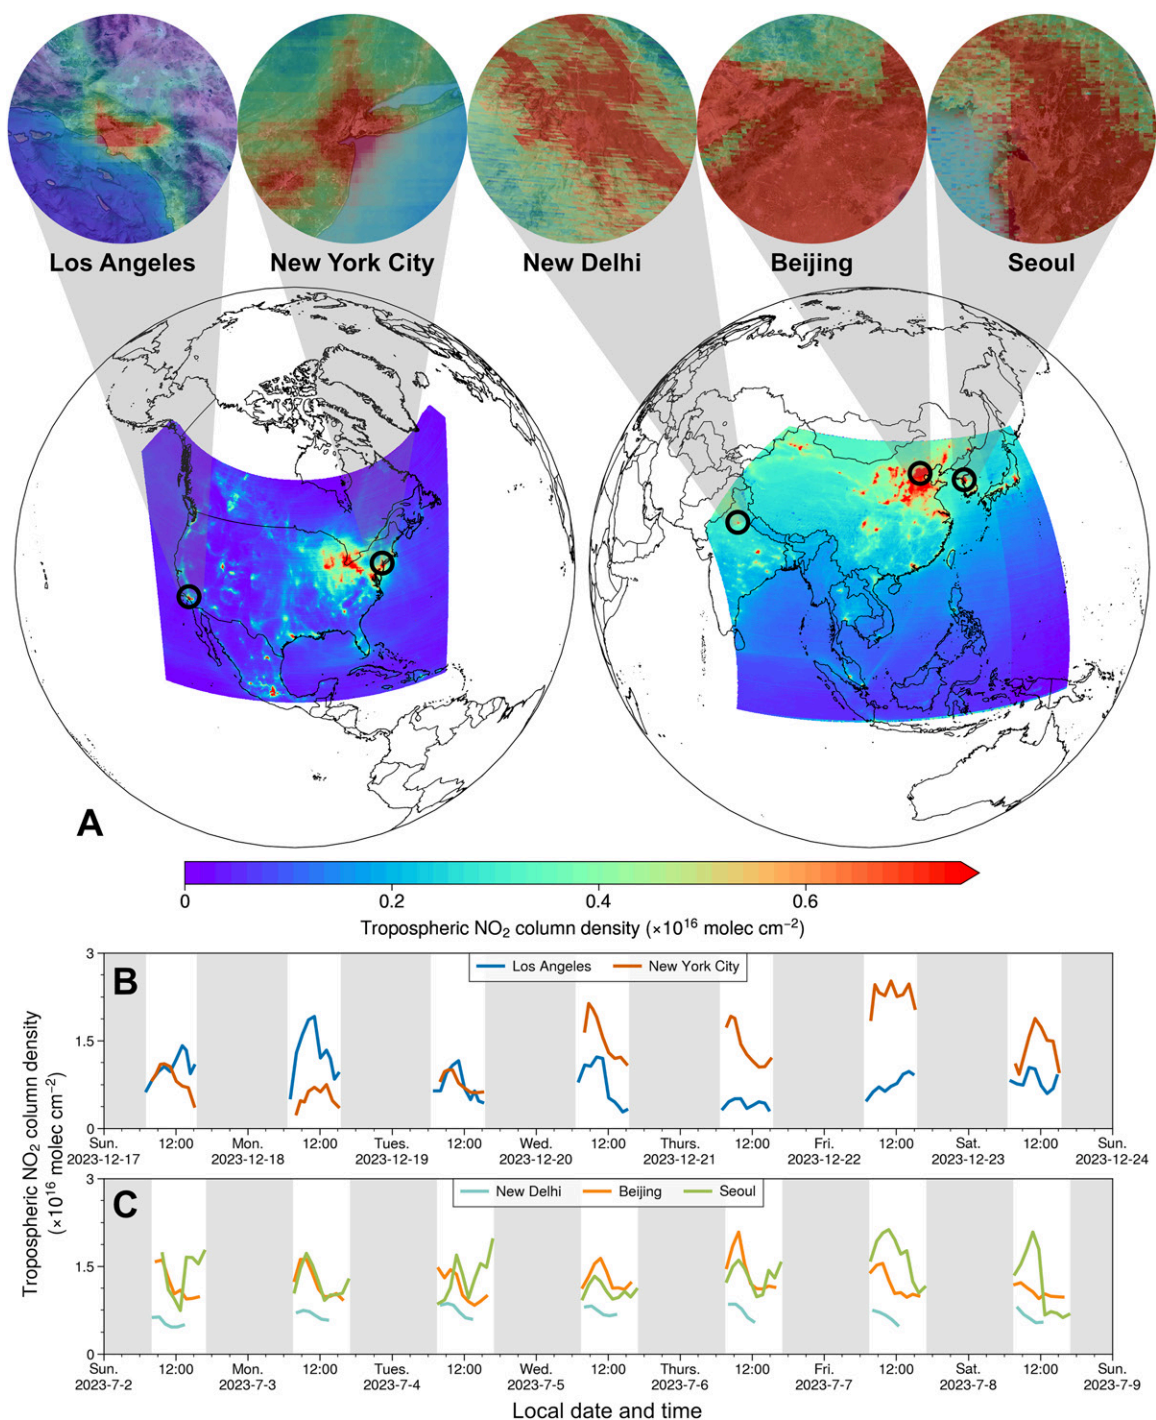 Los Angeles
New York City
New Delhi
Beijing
Seoul
A
0 0.2 0.4 0.6
Tropospheric NO₂ column density (×10¹⁶ molec cm⁻²)
B
Los Angeles New York City
3
1.5
0
Sun. 12:00 Mon. 12:00 Tues. 12:00 Wed. 12:00 Thurs. 12:00 Fri. 12:00 Sat. 12:00 Sun.
2023-12-17 2023-12-18 2023-12-19 2023-12-20 2023-12-21 2023-12-22 2023-12-23 2023-12-24
Tropospheric NO₂ column density
(×10¹⁶ molec cm⁻²)
C
New Delhi Beijing Seoul
3
1.5
0
Sun. 12:00 Mon. 12:00 Tues. 12:00 Wed. 12:00 Thurs. 12:00 Fri. 12:00 Sat. 12:00 Sun.
2023-7-2 2023-7-3 2023-7-4 2023-7-5 2023-7-6 2023-7-7 2023-7-8 2023-7-9
Local date and time